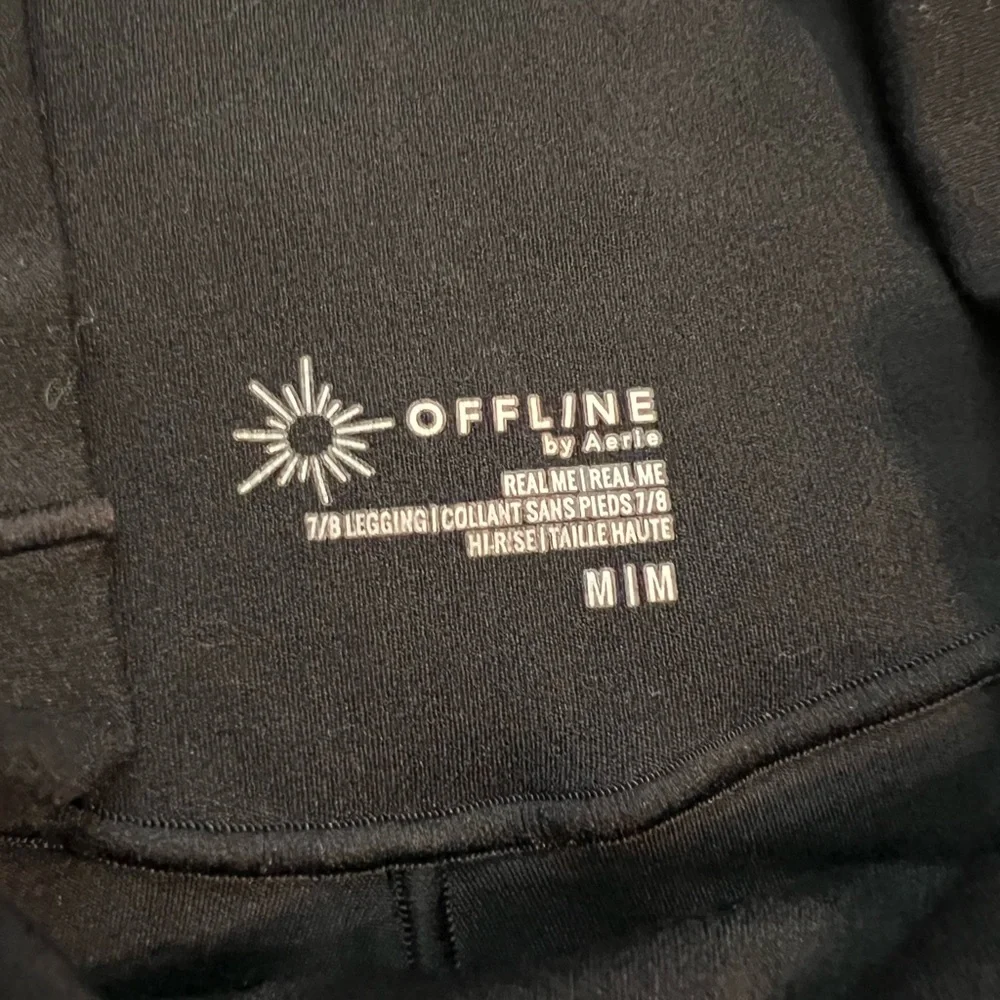 OFFLINE
by Aerie
REAL ME | REAL ME
7/8 LEGGING | COLLANT SANS PIEDS 7/8
HI-RISE | TAILLE HAUTE
M | M